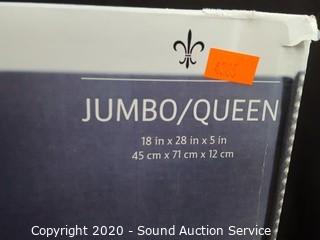 JUMBO/QUEEN
18 in x 28 in x 5 in
45 cm x 71 cm x 12 cm
Copyright 2020 - Sound Auction Service